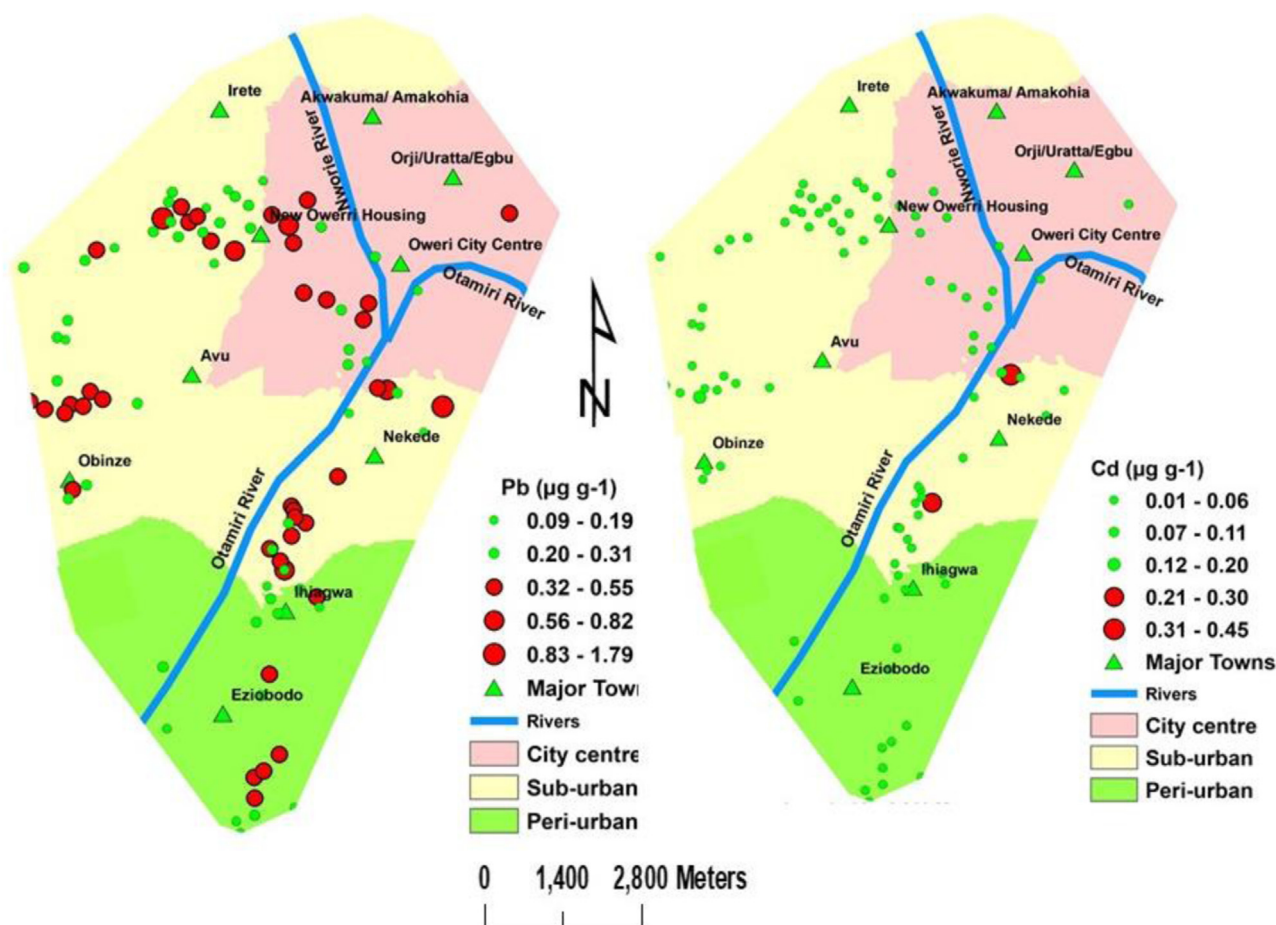 Irete
Akwakuma/ Amakohia
Nworie River
Orji/Uratta/Egbu
New Owerri Housing
Oweri City Centre
Otamiri River
Avu
Nekede
Obinze
Otamiri River
Ihiagwa
Eziobodo
Pb (µg g-1)
0.09 - 0.19
0.20 - 0.31
0.32 - 0.55
0.56 - 0.82
0.83 - 1.79
Major Town
Rivers
City centre
Sub-urban
Peri-urban
N
Irete
Akwakuma/ Amakohia
Nworie River
Orji/Uratta/Egbu
New Owerri Housing
Oweri City Centre
Otamiri River
Avu
Nekede
Obinze
Otamiri River
Ihiagwa
Eziobodo
Cd (µg g-1)
0.01 - 0.06
0.07 - 0.11
0.12 - 0.20
0.21 - 0.30
0.31 - 0.45
Major Towns
Rivers
City centre
Sub-urban
Peri-urban
0 1,400 2,800 Meters